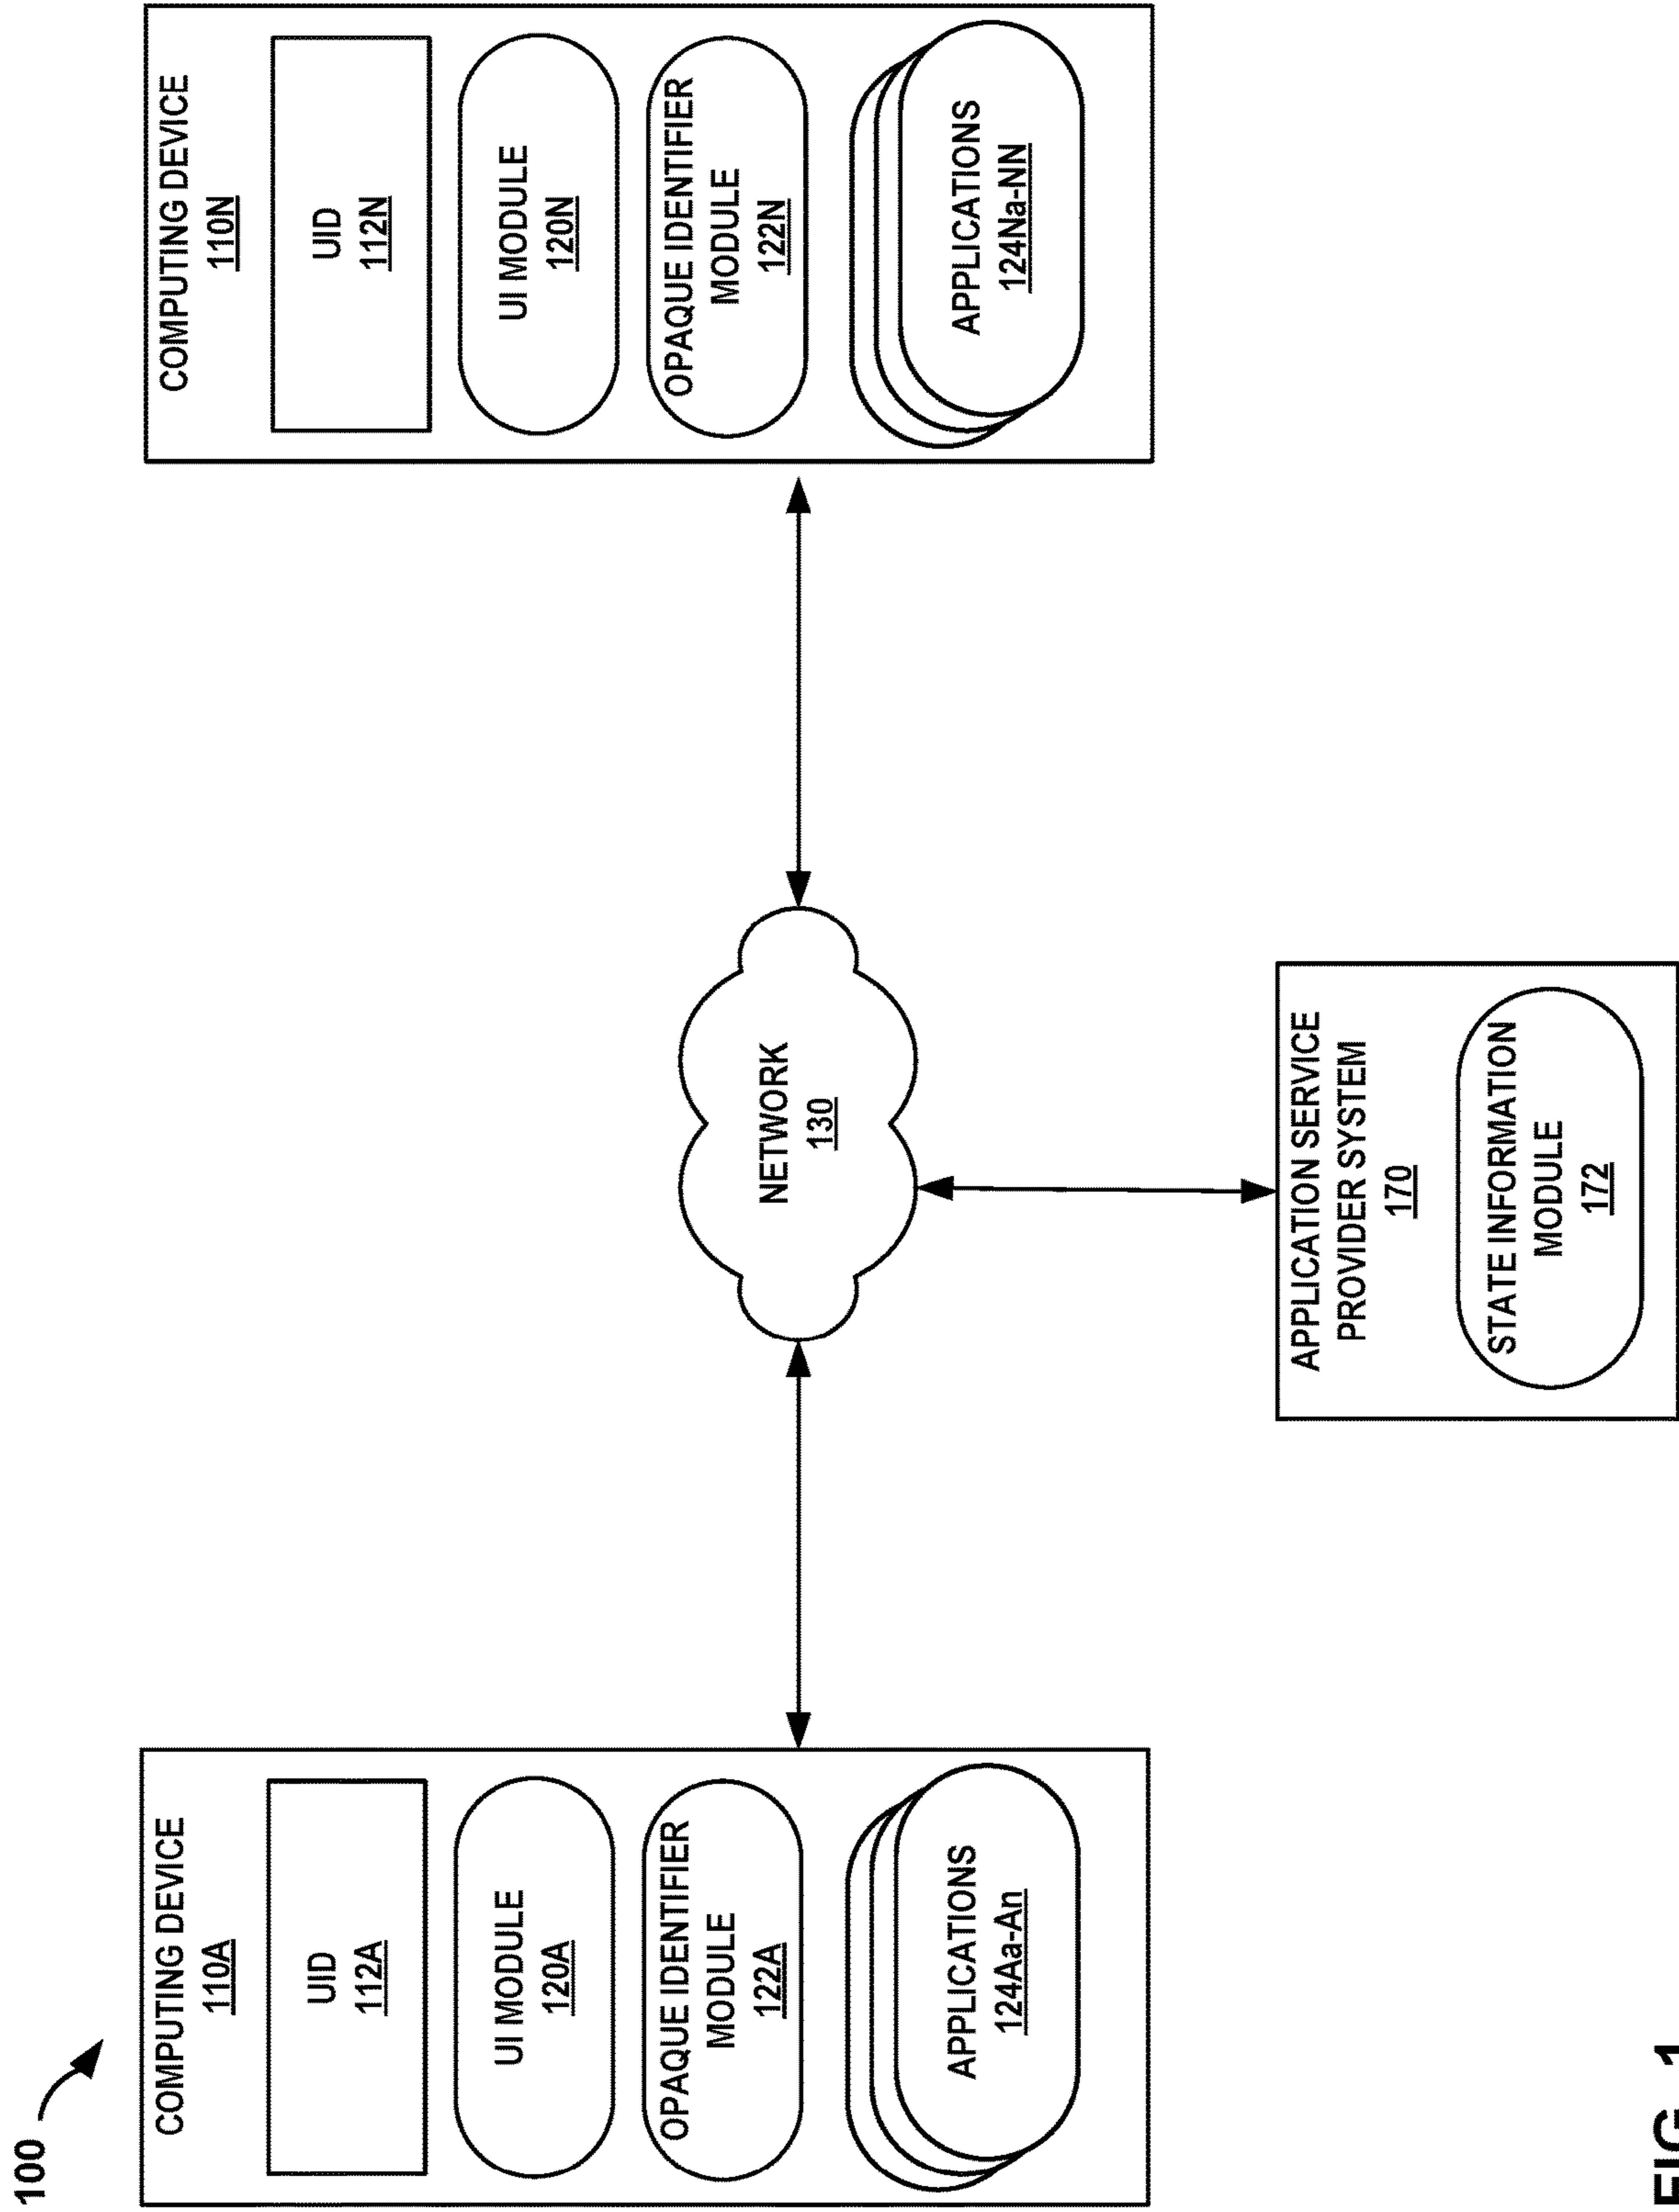 100
COMPUTING DEVICE
110A
UID
112A
UI MODULE
120A
OPAQUE IDENTIFIER
MODULE
122A
APPLICATIONS
124Aa-An
NETWORK
130
COMPUTING DEVICE
110N
UID
112N
UI MODULE
120N
OPAQUE IDENTIFIER
MODULE
122N
APPLICATIONS
124Na-NN
APPLICATION SERVICE
PROVIDER SYSTEM
170
STATE INFORMATION
MODULE
172
FIG. 1